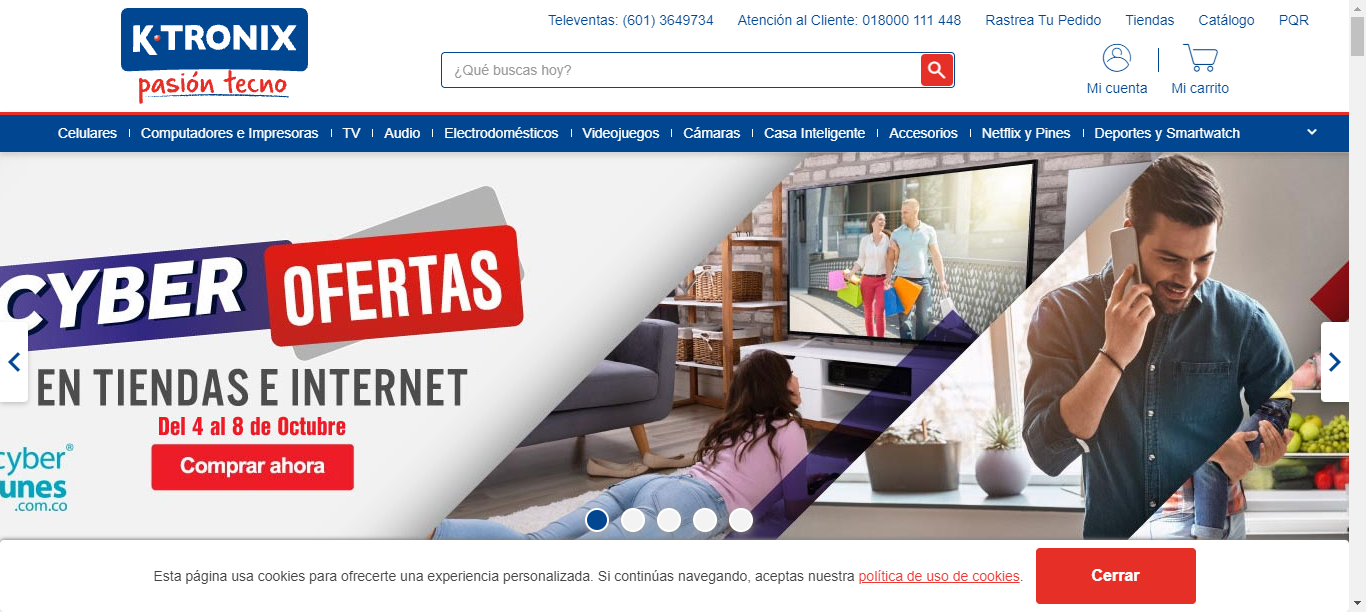 K·TRONIX
pasión tecno
Televentas: (601) 3649734
Atención al Cliente: 018000 111 448
Rastrea Tu Pedido
Tiendas
Catálogo
PQR
¿Qué buscas hoy?
Mi cuenta
Mi carrito
Celulares
Computadores e Impresoras
TV
Audio
Electrodomésticos
Videojuegos
Cámaras
Casa Inteligente
Accesorios
Netflix y Pines
Deportes y Smartwatch
CYBER
OFERTAS
EN TIENDAS E INTERNET
Del 4 al 8 de Octubre
Comprar ahora
cyber®
unes
.com.co
Esta página usa cookies para ofrecerte una experiencia personalizada. Si continúas navegando, aceptas nuestra política de uso de cookies.
Cerrar